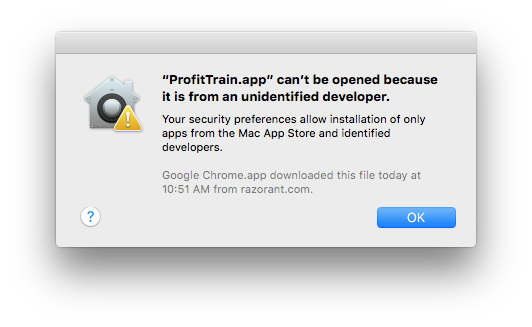 “ProfitTrain.app” can’t be opened because
it is from an unidentified developer.
Your security preferences allow installation of only
apps from the Mac App Store and identified
developers.
Google Chrome.app downloaded this file today at
10:51 AM from razorant.com.
?
OK